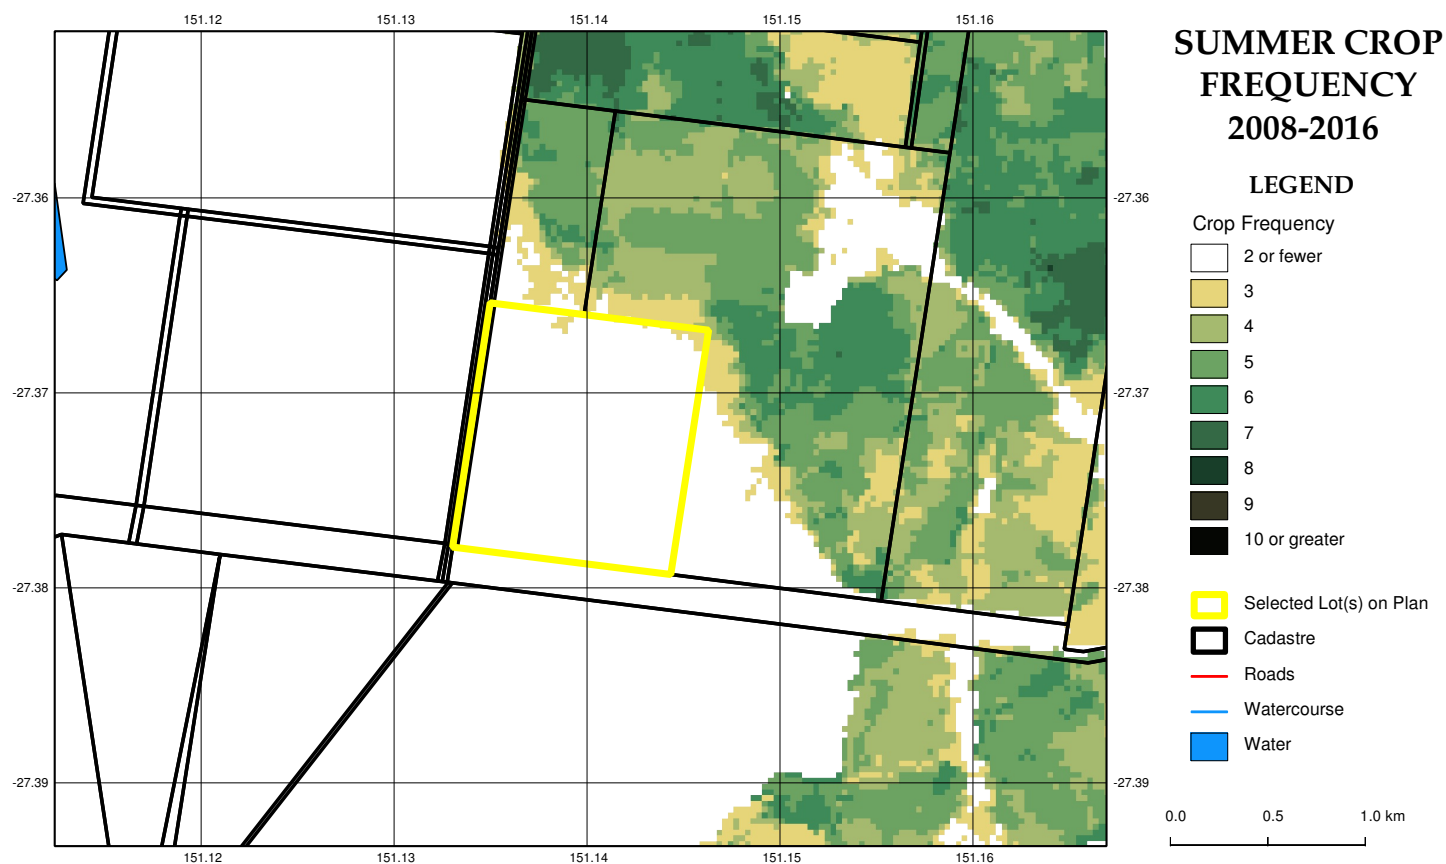 151.12 151.13 151.14 151.15 151.16
SUMMER CROP
FREQUENCY
2008-2016
LEGEND
Crop Frequency
2 or fewer
3
4
5
6
7
8
9
10 or greater
Selected Lot(s) on Plan
Cadastre
Roads
Watercourse
Water
0.0 0.5 1.0 km
-27.36 -27.36
-27.37 -27.37
-27.38 -27.38
-27.39 -27.39
151.12 151.13 151.14 151.15 151.16